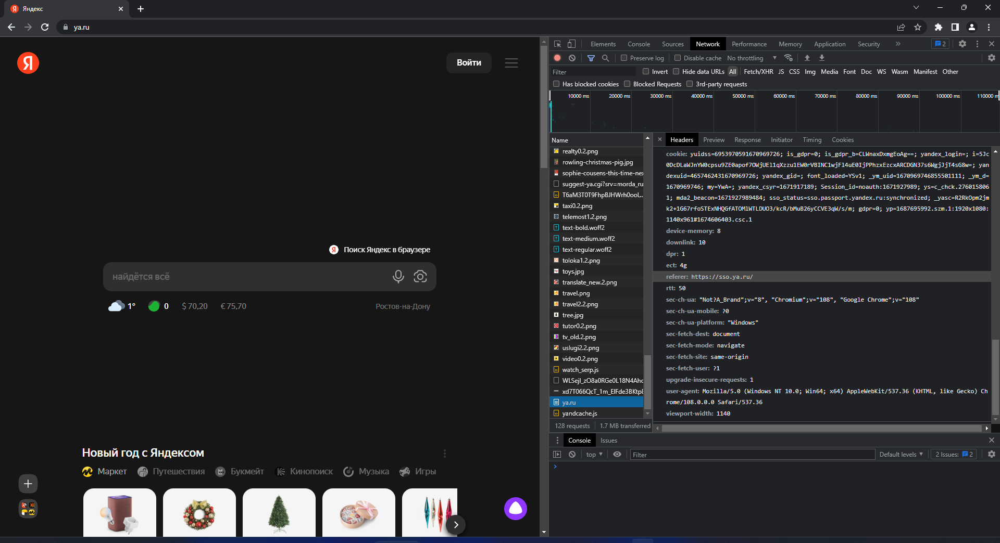 Яндекс
ya.ru
Я
Войти
Поиск Яндекс в браузере
найдётся всё
1°
0
$ 70,20
€ 75,70
Ростов-на-Дону
Новый год с Яндексом
Маркет
Путешествия
Букмейт
Кинопоиск
Музыка
Игры
Elements
Console
Sources
Network
Performance
Memory
Application
Security
2
Preserve log
Disable cache
No throttling
Filter
Invert
Hide data URLs
All
Fetch/XHR
JS
CSS
Img
Media
Font
Doc
WS
Wasm
Manifest
Other
Has blocked cookies
Blocked Requests
3rd-party requests
10000 ms
20000 ms
30000 ms
40000 ms
50000 ms
60000 ms
70000 ms
80000 ms
90000 ms
100000 ms
110000 m
Name
realty0.2.png
rowling-christmas-pig.jpg
sophie-cousens-this-time-nex
suggest-ya.cgi?srv=morda_ru
T6aM3T0T9FhpBJHWrh0ooL...
taxi0.2.png
telemost1.2.png
text-bold.woff2
text-medium.woff2
text-regular.woff2
toloka1.2.png
toys.jpg
translate_new.2.png
travel.png
travel2.2.png
tree.jpg
tutor0.2.png
tv_old.2.png
uslugi2.2.png
video0.2.png
watch_serp.js
WLSejI_zO8a0RGe0L18N4Aho
xd7T066QcT_1m_EIFde3BKtp8
ya.ru
yandcache.js
128 requests
1.7 MB transferred
Headers
Preview
Response
Initiator
Timing
Cookies
cookie: yuidss=6953970591670969726; is_gdpr=0; is_gdpr_b=CLWnaxDxmgEoAg==; yandex_login=; i=5Jc
0DcDLaWJnYW0cpsu9ZE0apof7OWjUEl1qXzzu1EW0rVBINC1wjFl4uE0IjPPhzxEzcxARCDGN37s6WgjJjT4sG8w=; yan
dexuid=4657462431670969726; yandex_gid=; font_loaded=YSv1; _ym_uid=1670969746855501111; _ym_d=
1670969746; my=YwA=; yandex_csyr=1671917189; Session_id=noauth:1671927989; ys=c_chck.276015806
1; mda2_beacon=1671927989484; sso_status=sso.passport.yandex.ru:synchronized; _yasc=R2RkOpm2jm
k2+1G67rfoSTExNHQGfATOMlWTLDUO3/kcR/bMuB26yCCVE3qW/s/m; gdpr=0; yp=1687695992.szm.1:1920x1080:
1140x961#1674606403.csc.1
device-memory: 8
downlink: 10
dpr: 1
ect: 4g
referer: https://sso.ya.ru/
rtt: 50
sec-ch-ua: "Not?A_Brand";v="8", "Chromium";v="108", "Google Chrome";v="108"
sec-ch-ua-mobile: ?0
sec-ch-ua-platform: "Windows"
sec-fetch-dest: document
sec-fetch-mode: navigate
sec-fetch-site: same-origin
sec-fetch-user: ?1
upgrade-insecure-requests: 1
user-agent: Mozilla/5.0 (Windows NT 10.0; Win64; x64) AppleWebKit/537.36 (KHTML, like Gecko) Ch
rome/108.0.0.0 Safari/537.36
viewport-width: 1140
Console
Issues
top
Filter
Default levels
2 Issues:
2